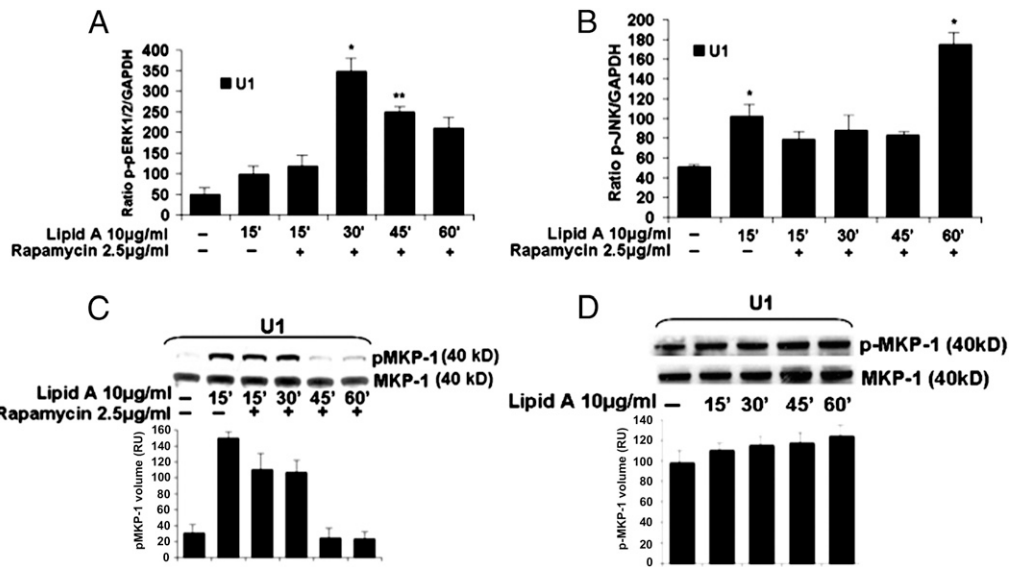 A
Ratio p-pERK1/2/GAPDH
400
350
300
250
200
150
100
50
0
U1
*
**
Lipid A 10µg/ml – 15' 15' 30' 45' 60'
Rapamycin 2.5µg/ml – – + + + +
B
Ratio p-JNK/GAPDH
200
180
160
140
120
100
80
60
40
20
0
U1
*
*
Lipid A 10µg/ml – 15' 15' 30' 45' 60'
Rapamycin 2.5µg/ml – – + + + +
C
U1
pMKP-1 (40 kD)
MKP-1 (40 kD)
Lipid A 10µg/ml – 15' 15' 30' 45' 60'
Rapamycin 2.5µg/ml – – + + + +
pMKP-1 volume (RU)
160
140
120
100
80
60
40
20
0
D
U1
p-MKP-1 (40kD)
MKP-1 (40kD)
Lipid A 10µg/ml – 15' 30' 45' 60'
p-MKP-1 volume (RU)
140
120
100
80
60
40
20
0